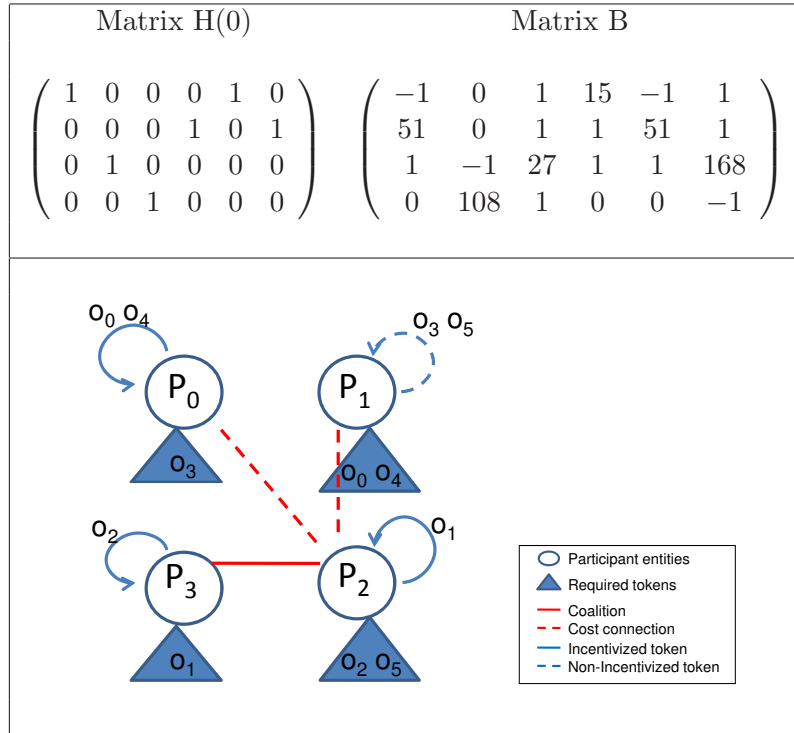 Matrix H(0) Matrix B
1 0 0 0 1 0 −1 0 1 15 −1 1
0 0 0 1 0 1 51 0 1 1 51 1
0 1 0 0 0 0 1 −1 27 1 1 168
0 0 1 0 0 0 0 108 1 0 0 −1
o₀ o₄ o₃ o₅
P₀ P₁
o₃ o₀ o₄
o₂ o₁
P₃ P₂
o₁ o₂ o₅
Participant entities
Required tokens
Coalition
Cost connection
Incentivized token
Non-Incentivized token